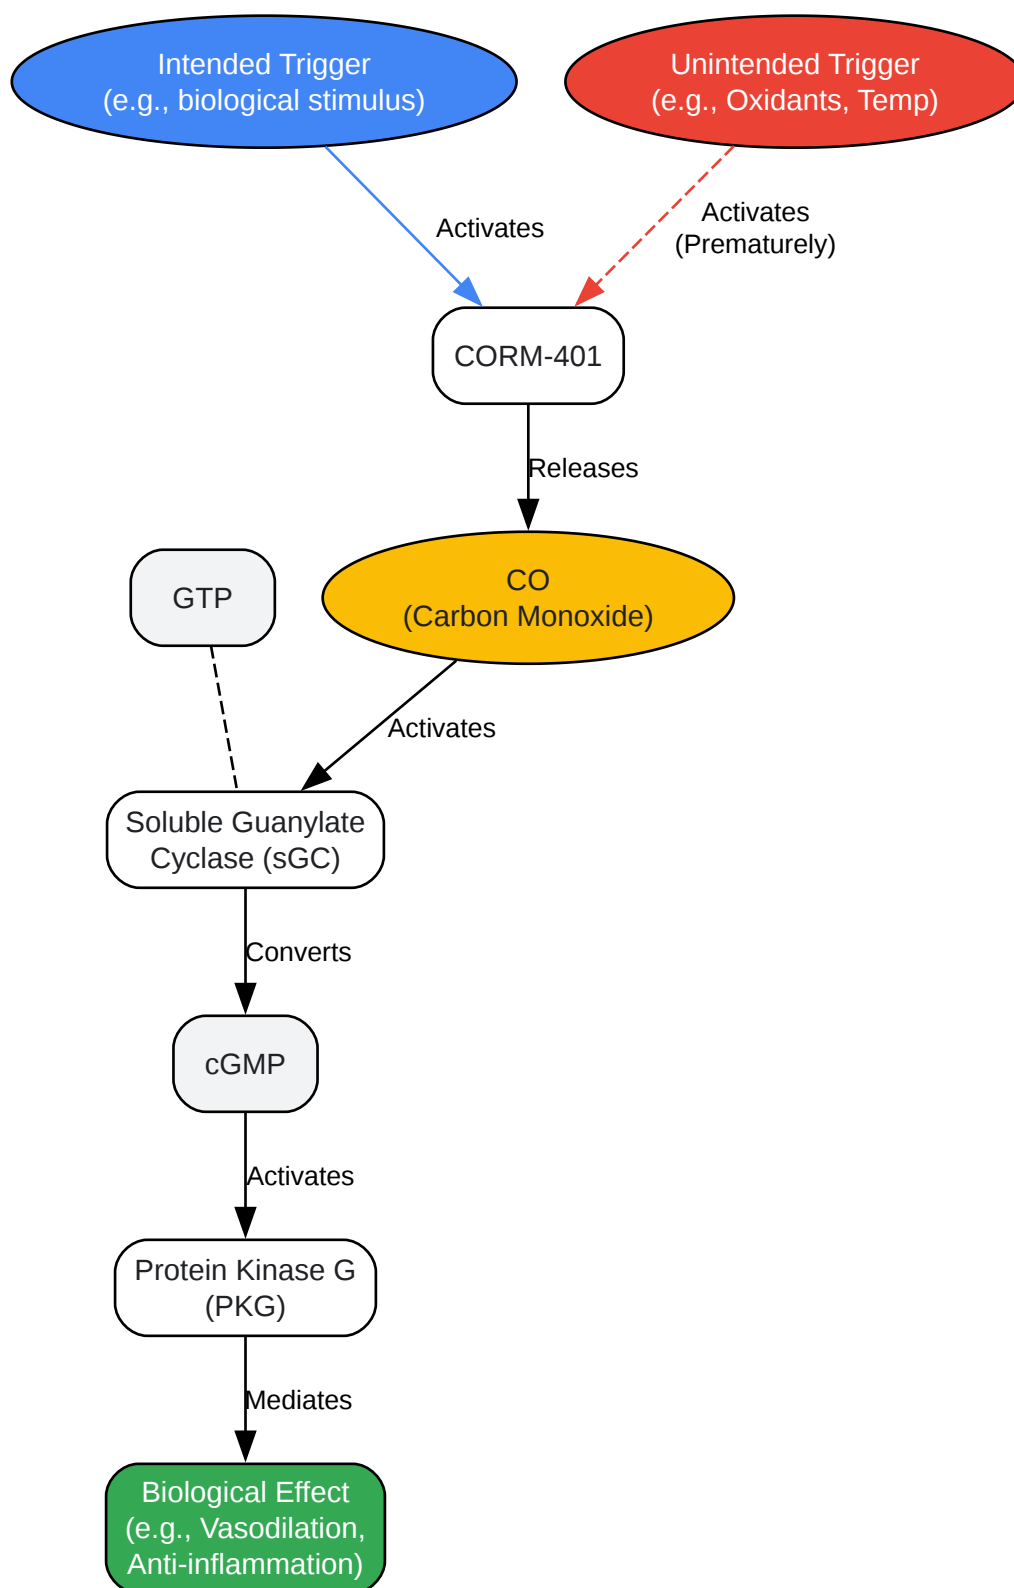 Intended Trigger
(e.g., biological stimulus)
Unintended Trigger
(e.g., Oxidants, Temp)
Activates
Activates
(Prematurely)
CORM-401
Releases
GTP
CO
(Carbon Monoxide)
Activates
Soluble Guanylate
Cyclase (sGC)
Converts
cGMP
Activates
Protein Kinase G
(PKG)
Mediates
Biological Effect
(e.g., Vasodilation,
Anti-inflammation)